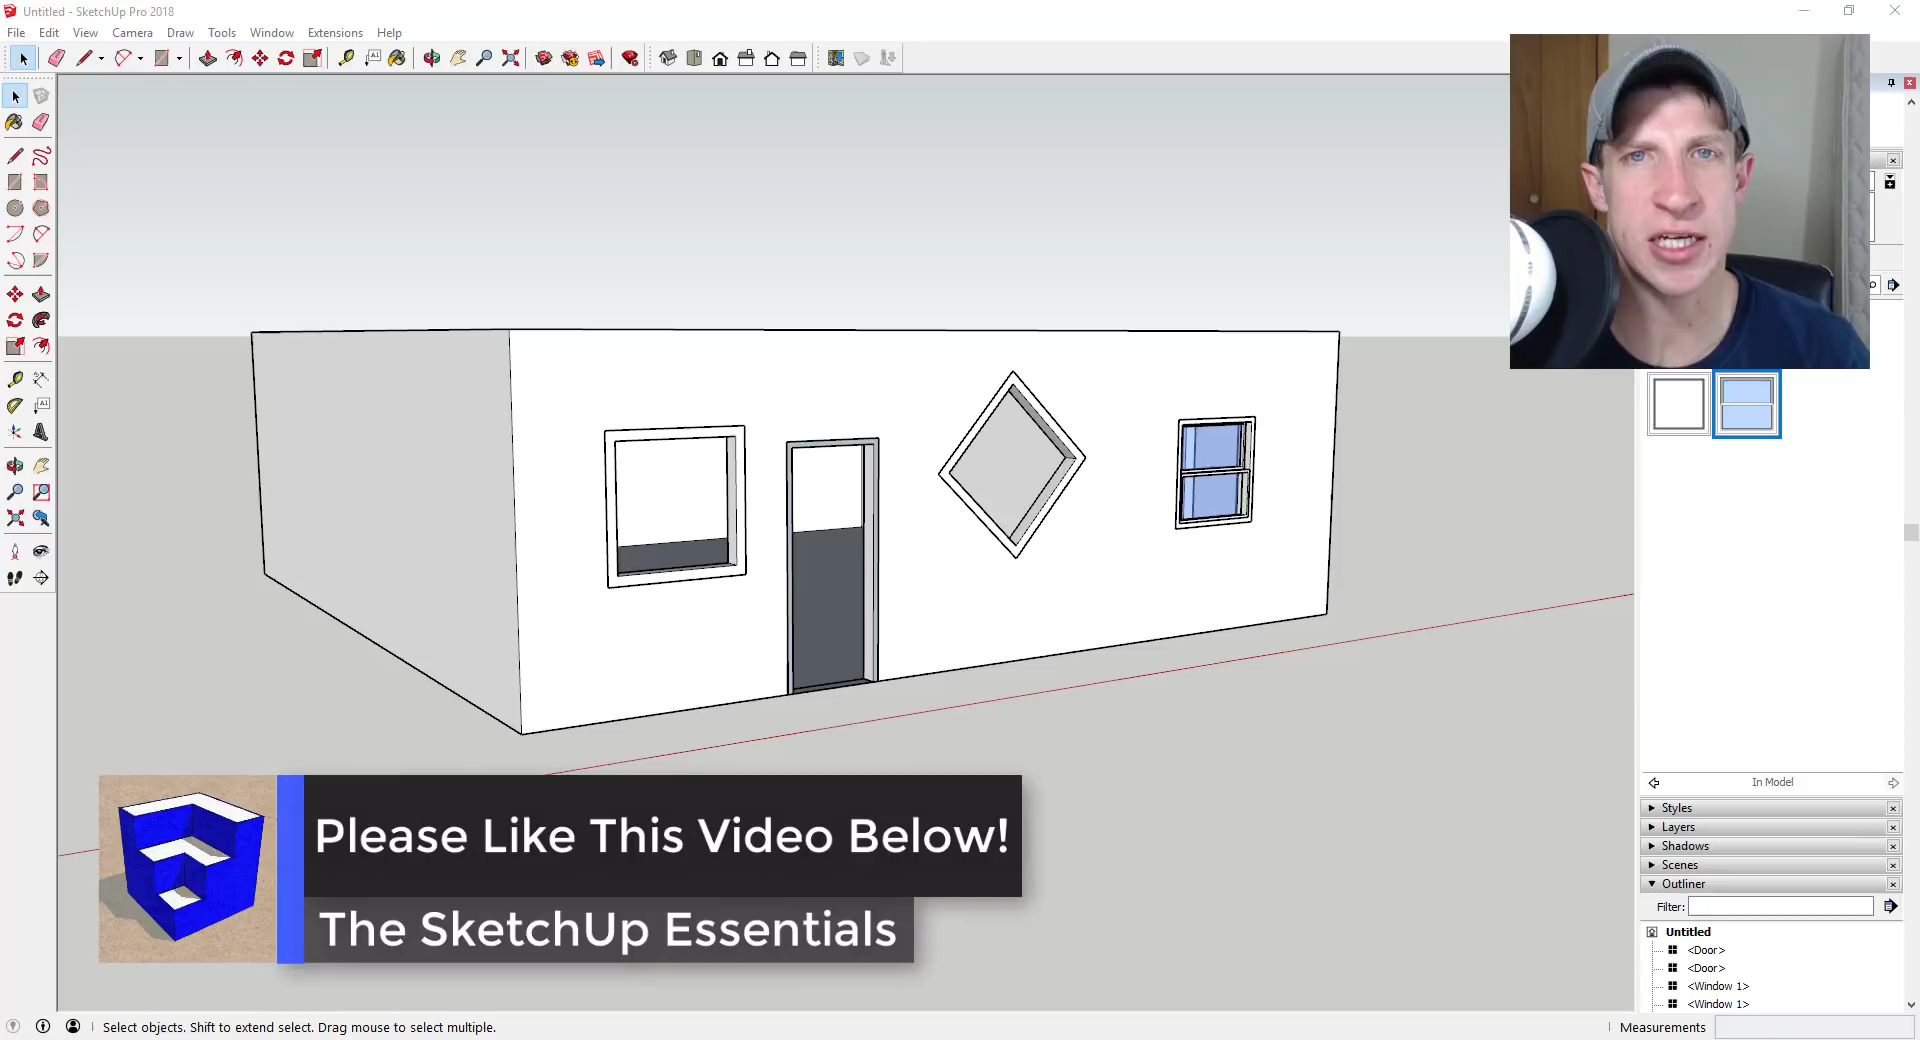 Untitled - SketchUp Pro 2018
File Edit View Camera Draw Tools Window Extensions Help
In Model
Styles
Layers
Shadows
Scenes
Outliner
Filter:
Untitled
<Door>
<Door>
<Window 1>
<Window 1>
Please Like This Video Below!
The SketchUp Essentials
Select objects. Shift to extend select. Drag mouse to select multiple.
Measurements